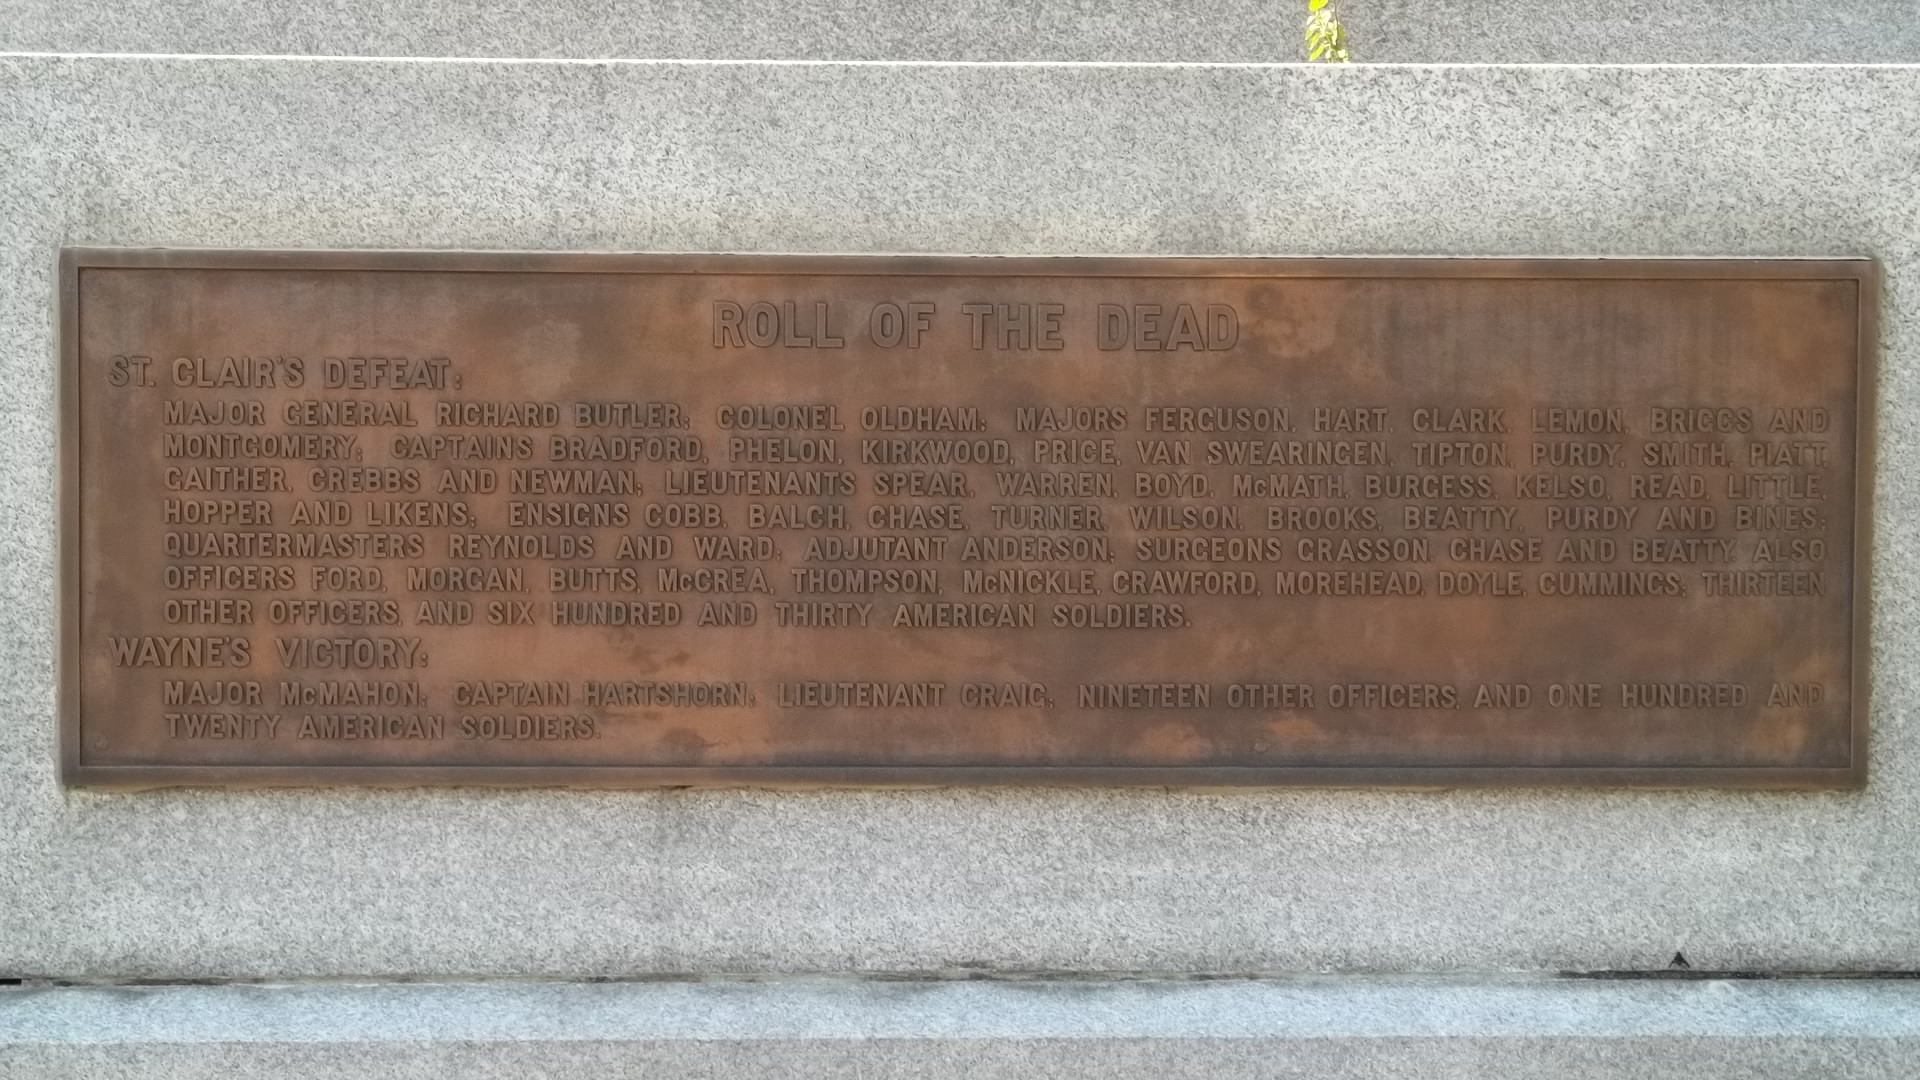 ROLL OF THE DEAD
ST. CLAIR'S DEFEAT:
MAJOR GENERAL RICHARD BUTLER; COLONEL OLDHAM; MAJORS FERGUSON, HART, CLARK, LEMON, BRIGGS AND
MONTGOMERY; CAPTAINS BRADFORD, PHELON, KIRKWOOD, PRICE, VAN SWEARINGEN, TIPTON, PURDY, SMITH, PIATT,
GAITHER, CREBBS AND NEWMAN; LIEUTENANTS SPEAR, WARREN, BOYD, McMATH, BURGESS, KELSO, READ, LITTLE,
HOPPER AND LIKENS; ENSIGNS COBB, BALCH, CHASE, TURNER, WILSON, BROOKS, BEATTY, PURDY AND BINES;
QUARTERMASTERS REYNOLDS AND WARD; ADJUTANT ANDERSON; SURGEONS GRASSON, CHASE AND BEATTY. ALSO
OFFICERS FORD, MORGAN, BUTTS, McCREA, THOMPSON, McNICKLE, CRAWFORD, MOREHEAD, DOYLE, CUMMINGS; THIRTEEN
OTHER OFFICERS, AND SIX HUNDRED AND THIRTY AMERICAN SOLDIERS.
WAYNE'S VICTORY:
MAJOR McMAHON; CAPTAIN HARTSHORN; LIEUTENANT CRAIG; NINETEEN OTHER OFFICERS, AND ONE HUNDRED AND
TWENTY AMERICAN SOLDIERS.